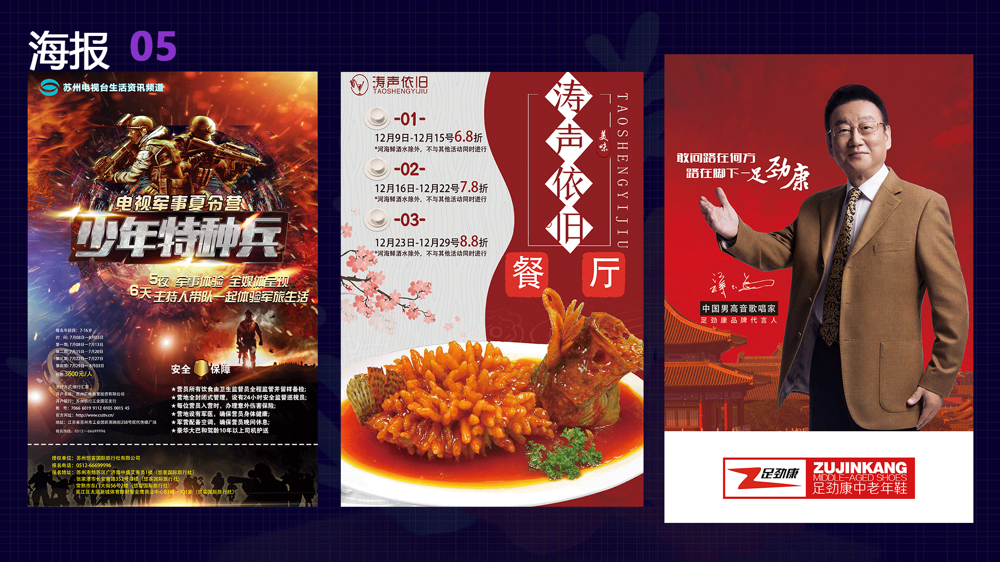 海报 05
苏州电视台生活资讯频道
电视军事夏令营
少年特种兵
5夜 军事体验 全媒体呈现
6天 主持人带队一起体验军旅生活
报名年龄段：7-16岁
时 间: 7月08日—8月03日
第一期:7月08日—7月13日
第二期:7月15日—7月20日
第三期:7月22日—7月27日
第四期: 7月29日—8月03日
价格:3600元/人
支付方式:银行汇款
开户名称：苏州广电教育投资有限公司
开户银行：苏州银行工业园区支行
账 号：7066 6019 9112 0105 0015 45
官方网址：http://www.csztv.cn/
地址：江苏省苏州市工业园区南施街258号现代传媒广场
报名热线：0512—66699996
安全 保障
★营员所有饮食由卫生监督员全程监管并留样备检;
★营地全封闭式管理，设有24小时安全监督巡视员;
★每位营员入营时，办理意外伤害保险;
★营地设有军医，确保营员身体健康;
★军营配备空调，确保营员晚间休息;
★豪华大巴和驾龄10年以上司机护送
授权单位：苏州悠客国际旅行社有限公司
报名电话：0512-66699996
报名地址：苏州市姑苏区广济南中盛艾美负1楼（悠客国际旅行社）
张家港市长安南路352号四楼（悠客国际旅行社）
常熟市东门大街56号2楼（悠客国际旅行社）
吴江区太湖新城体育路财智金鹰商业中心B3幢—701室（悠客国际旅行社）
涛声依旧
TAOSHENGYIJIU
-01-
12月9日-12月15号6.8折
*河海鲜酒水除外，不与其他活动同时进行
-02-
12月16日-12月22号7.8折
*河海鲜酒水除外，不与其他活动同时进行
-03-
12月23日-12月29号8.8折
*河海鲜酒水除外，不与其他活动同时进行
涛声依旧
美味
TAOSHENGYIJIU
餐厅
敢问路在何方
路在脚下—足劲康
中国男高音歌唱家
足劲康品牌代言人
足劲康
ZUJINKANG
MIDDLE-AGED SHOES
足劲康中老年鞋